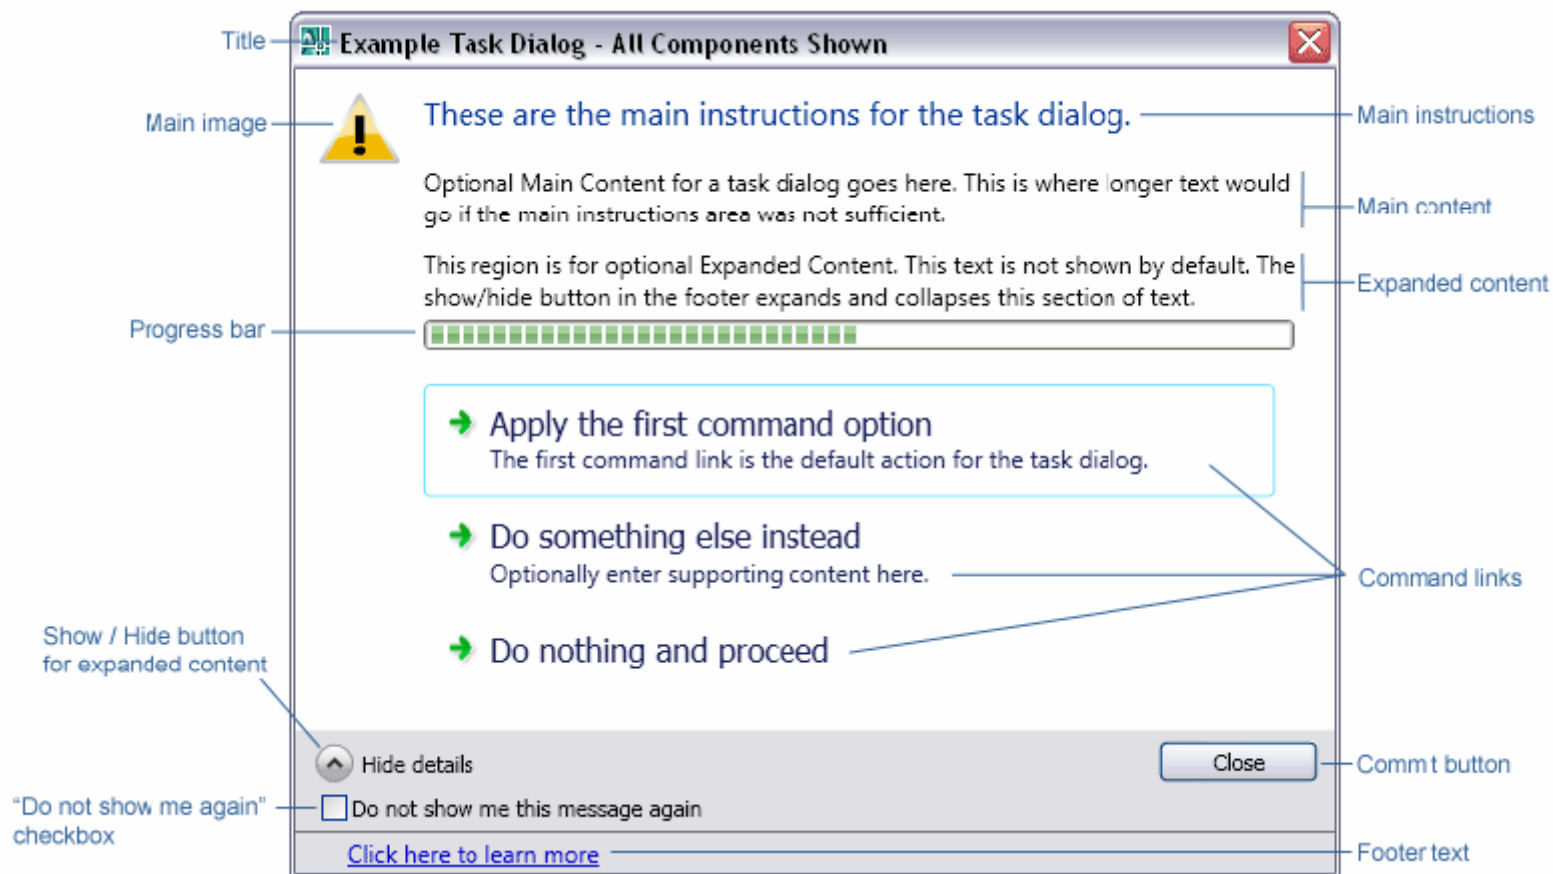 Title
Example Task Dialog - All Components Shown
Main image
These are the main instructions for the task dialog.
Main instructions
Optional Main Content for a task dialog goes here. This is where longer text would
go if the main instructions area was not sufficient.
Main content
This region is for optional Expanded Content. This text is not shown by default. The
show/hide button in the footer expands and collapses this section of text.
Expanded content
Progress bar
Apply the first command option
The first command link is the default action for the task dialog.
Do something else instead
Optionally enter supporting content here.
Command links
Do nothing and proceed
Show / Hide button
for expanded content
Hide details
Close
Commit button
"Do not show me again"
checkbox
Do not show me this message again
Click here to learn more
Footer text